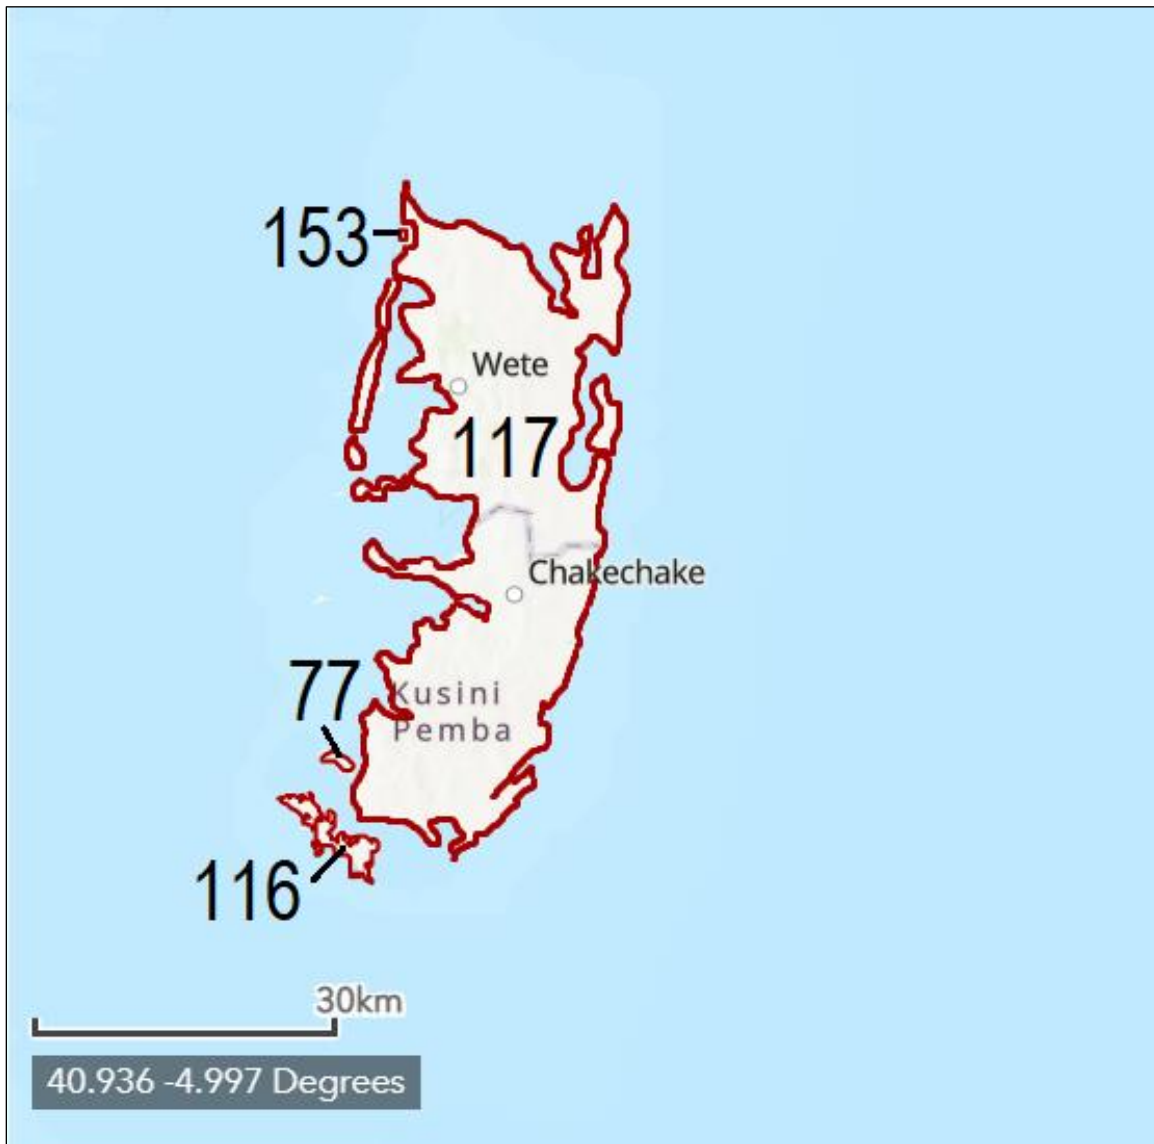 153
Wete
117
Chakechake
77
Kusini
Pemba
116
30km
40.936 -4.997 Degrees